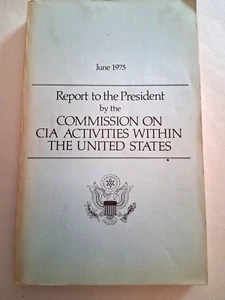 June 1975
Report to the President
by the
COMMISSION ON
CIA ACTIVITIES WITHIN
THE UNITED STATES